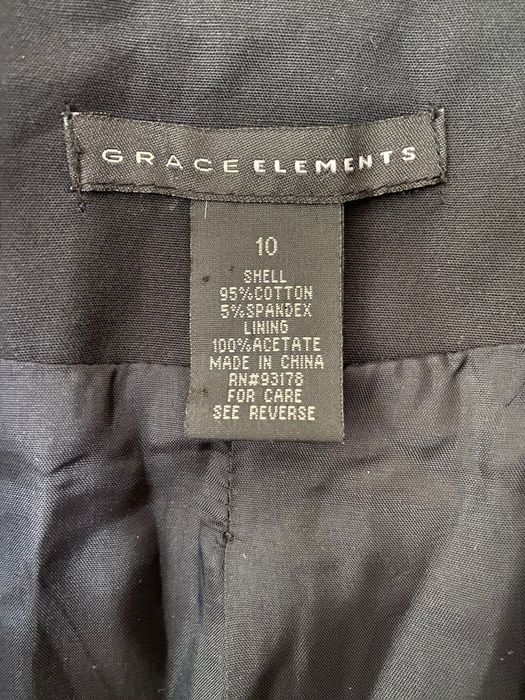 GRACE ELEMENTS
10
SHELL
95%COTTON
5%SPANDEX
LINING
100%ACETATE
MADE IN CHINA
RN#93178
FOR CARE
SEE REVERSE